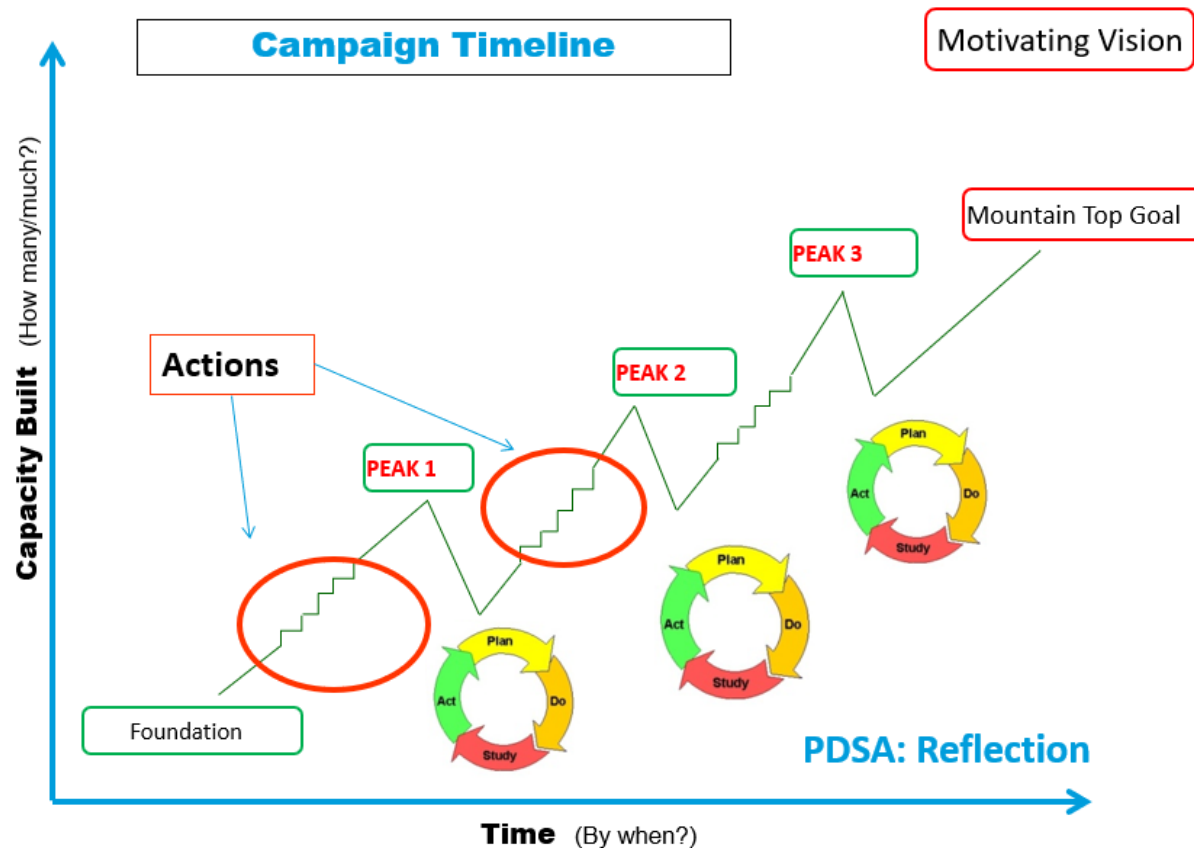 Campaign Timeline
Motivating Vision
Capacity Built (How many/much?)
Mountain Top Goal
PEAK 3
Actions
PEAK 2
PEAK 1
Plan
Do
Study
Act
Plan
Do
Study
Act
Plan
Do
Study
Act
Foundation
PDSA: Reflection
Time (By when?)